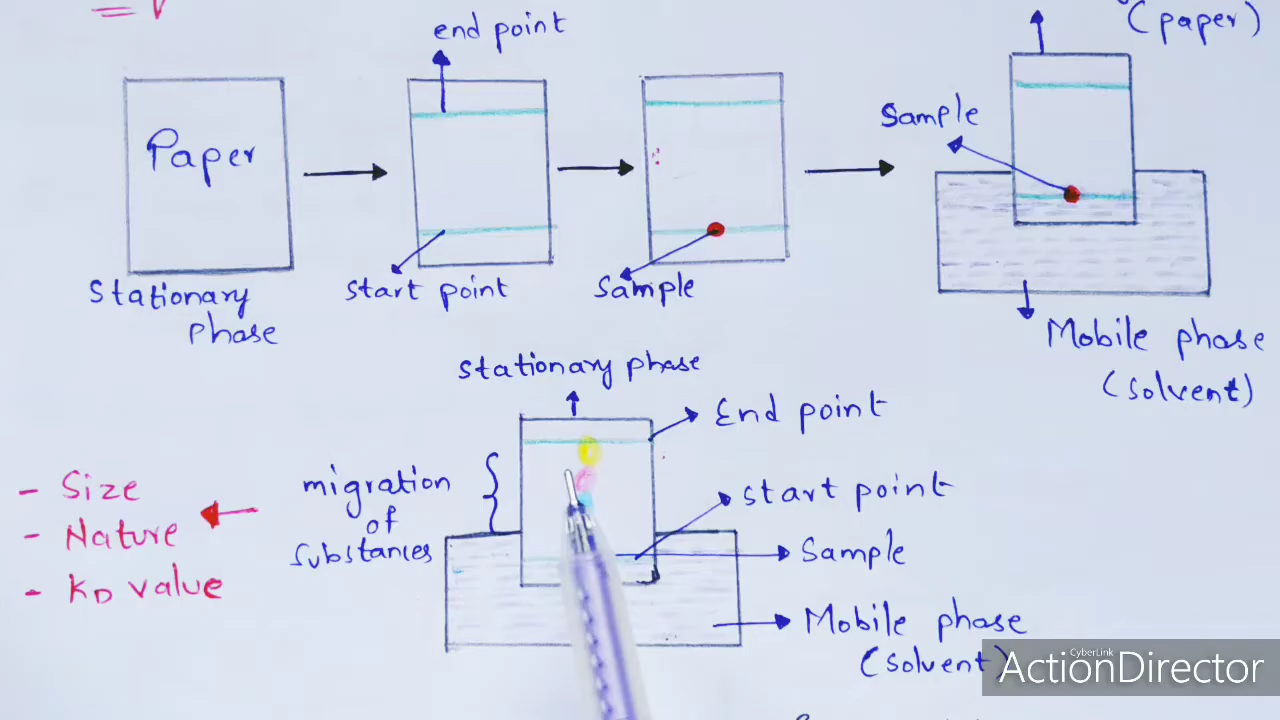 = V
end point
(paper)
Paper
Sample
Stationary
phase
start point
Sample
Mobile phase
(solvent)
stationary phase
End point
- Size
- Nature
- KD value
migration
of
substances
start point
Sample
Mobile phase
(solvent)
CyberLink
ActionDirector